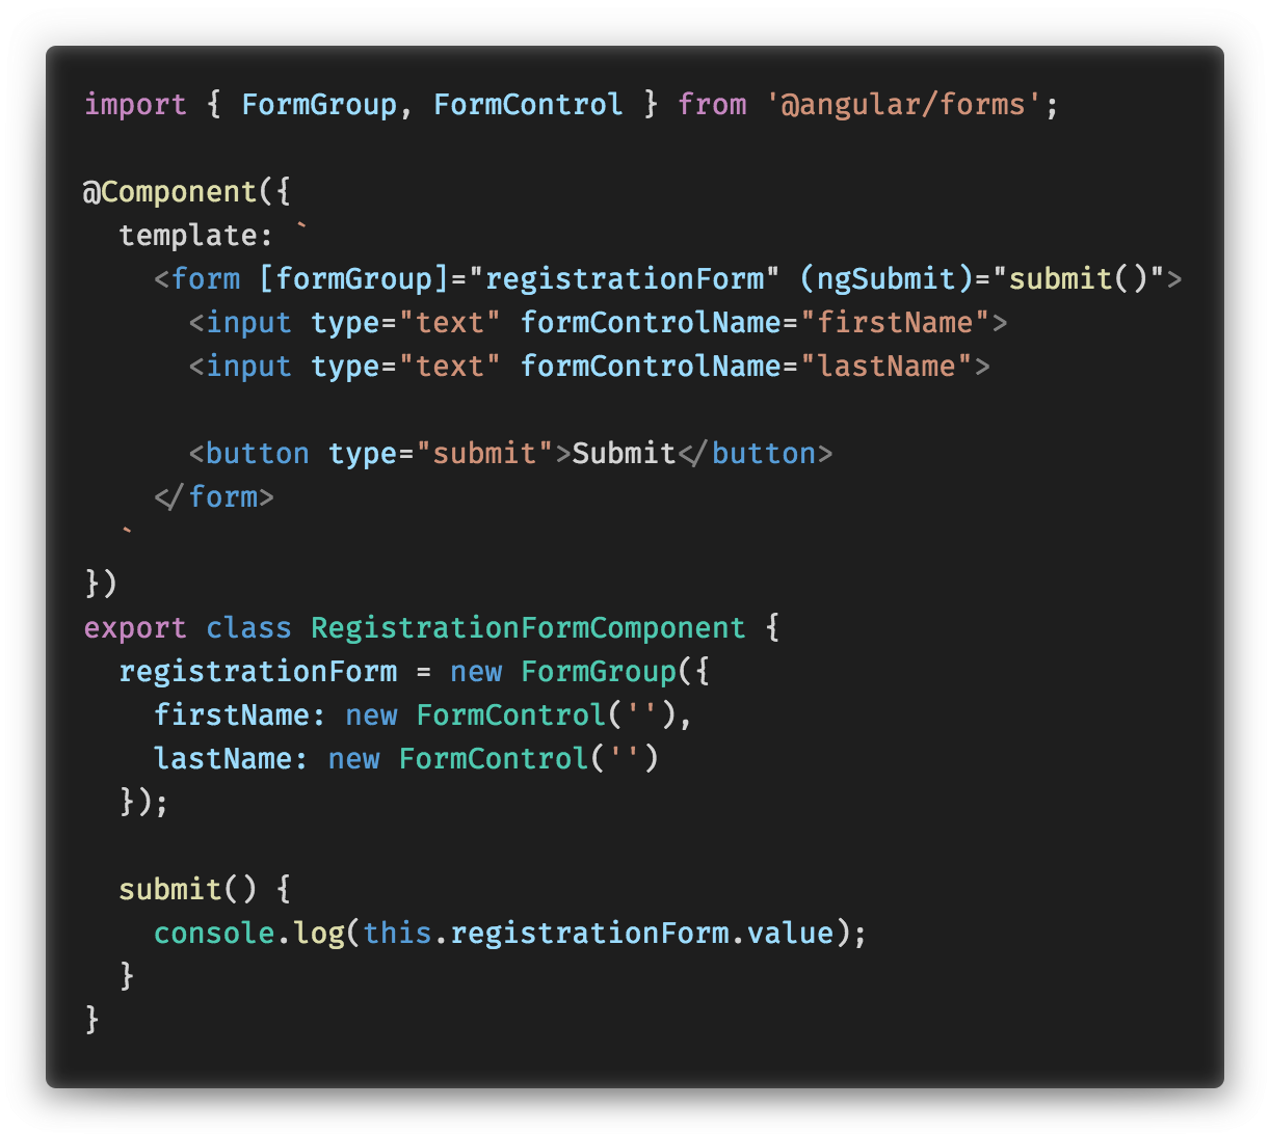 import { FormGroup, FormControl } from '@angular/forms';

@Component({
  template: `
    <form [formGroup]="registrationForm" (ngSubmit)="submit()">
      <input type="text" formControlName="firstName">
      <input type="text" formControlName="lastName">

      <button type="submit">Submit</button>
    </form>
  `
})
export class RegistrationFormComponent {
  registrationForm = new FormGroup({
    firstName: new FormControl(''),
    lastName: new FormControl('')
  });

  submit() {
    console.log(this.registrationForm.value);
  }
}